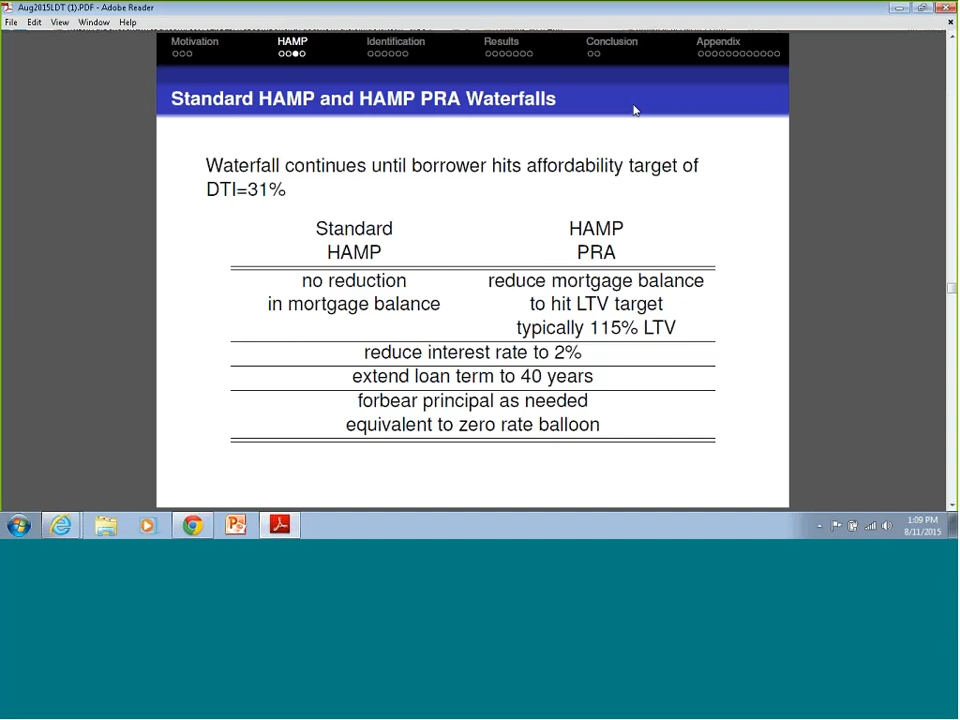 Aug2015LDT (1).PDF - Adobe Reader
File Edit View Window Help
Motivation HAMP Identification Results Conclusion Appendix
Standard HAMP and HAMP PRA Waterfalls
Waterfall continues until borrower hits affordability target of
DTI=31%
Standard HAMP
HAMP PRA
no reduction reduce mortgage balance
in mortgage balance to hit LTV target
typically 115% LTV
reduce interest rate to 2%
extend loan term to 40 years
forbear principal as needed
equivalent to zero rate balloon
1:09 PM
8/11/2015